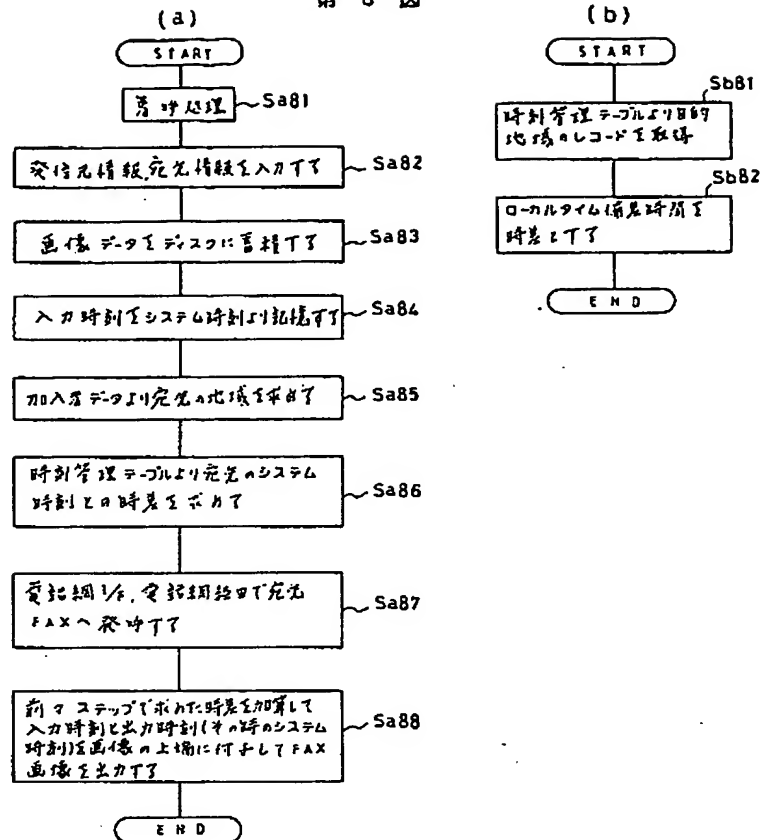 第 8 図
(a)
START
着呼処理 Sa81
発信元情報,宛先情報を入力する Sa82
画像データをディスクに蓄積する Sa83
入力時刻をシステム時刻より記憶する Sa84
加入者データより宛先の地域を求める Sa85
時刻管理テーブルより宛先のシステム
時刻との時差を求める Sa86
電話網I/F,電話網経由で宛先
FAXへ発呼する Sa87
前々ステップで求めた時差を加算して
入力時刻と出力時刻(その時のシステム
時刻)を画像の上端に付与してFAX
画像を出力する Sa88
END
(b)
START
Sb81
時刻管理テーブルより目的
地域のレコードを取得
Sb82
ローカルタイム偏差時間を
時差とする
END